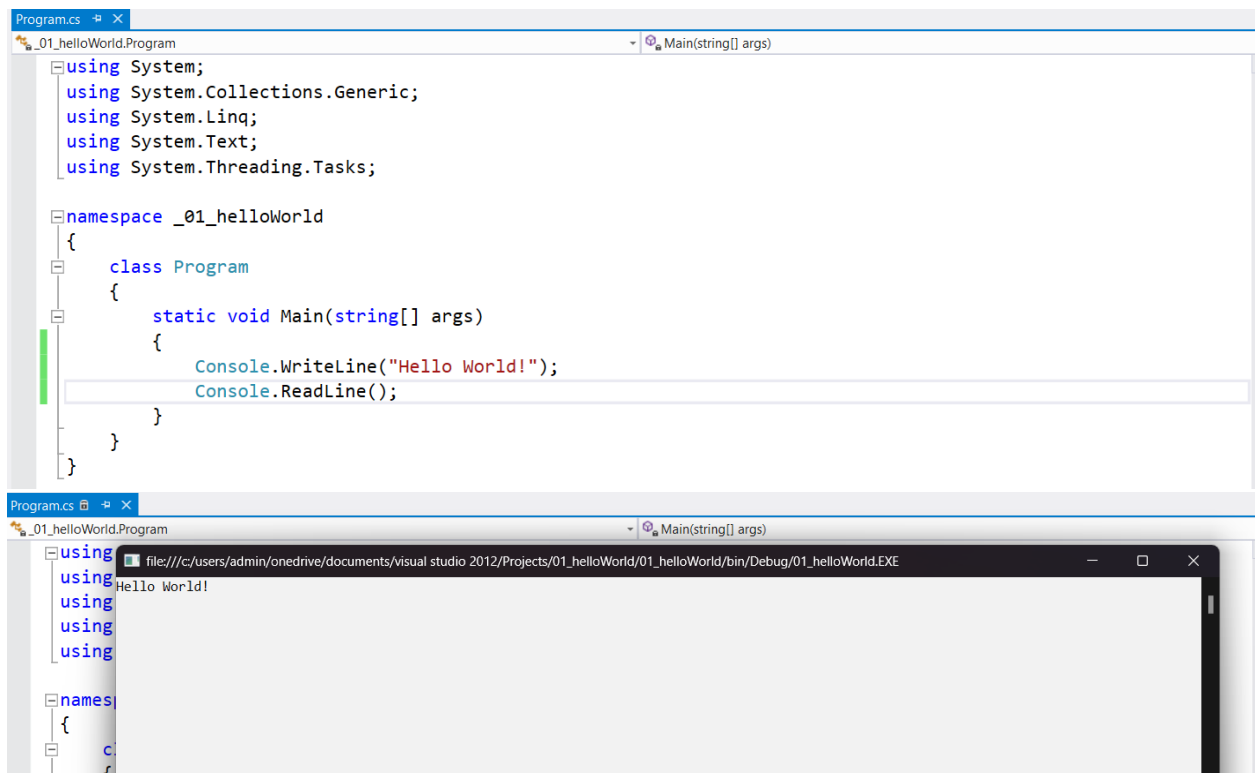 Program.cs
_01_helloWorld.Program Main(string[] args)
using System;
using System.Collections.Generic;
using System.Linq;
using System.Text;
using System.Threading.Tasks;
namespace _01_helloWorld
{
class Program
{
static void Main(string[] args)
{
Console.WriteLine("Hello World!");
Console.ReadLine();
}
}
}
Program.cs
_01_helloWorld.Program Main(string[] args)
using
file:///c:/users/admin/onedrive/documents/visual studio 2012/Projects/01_helloWorld/01_helloWorld/bin/Debug/01_helloWorld.EXE
using
Hello World!
using
using
using
names
{
c
{